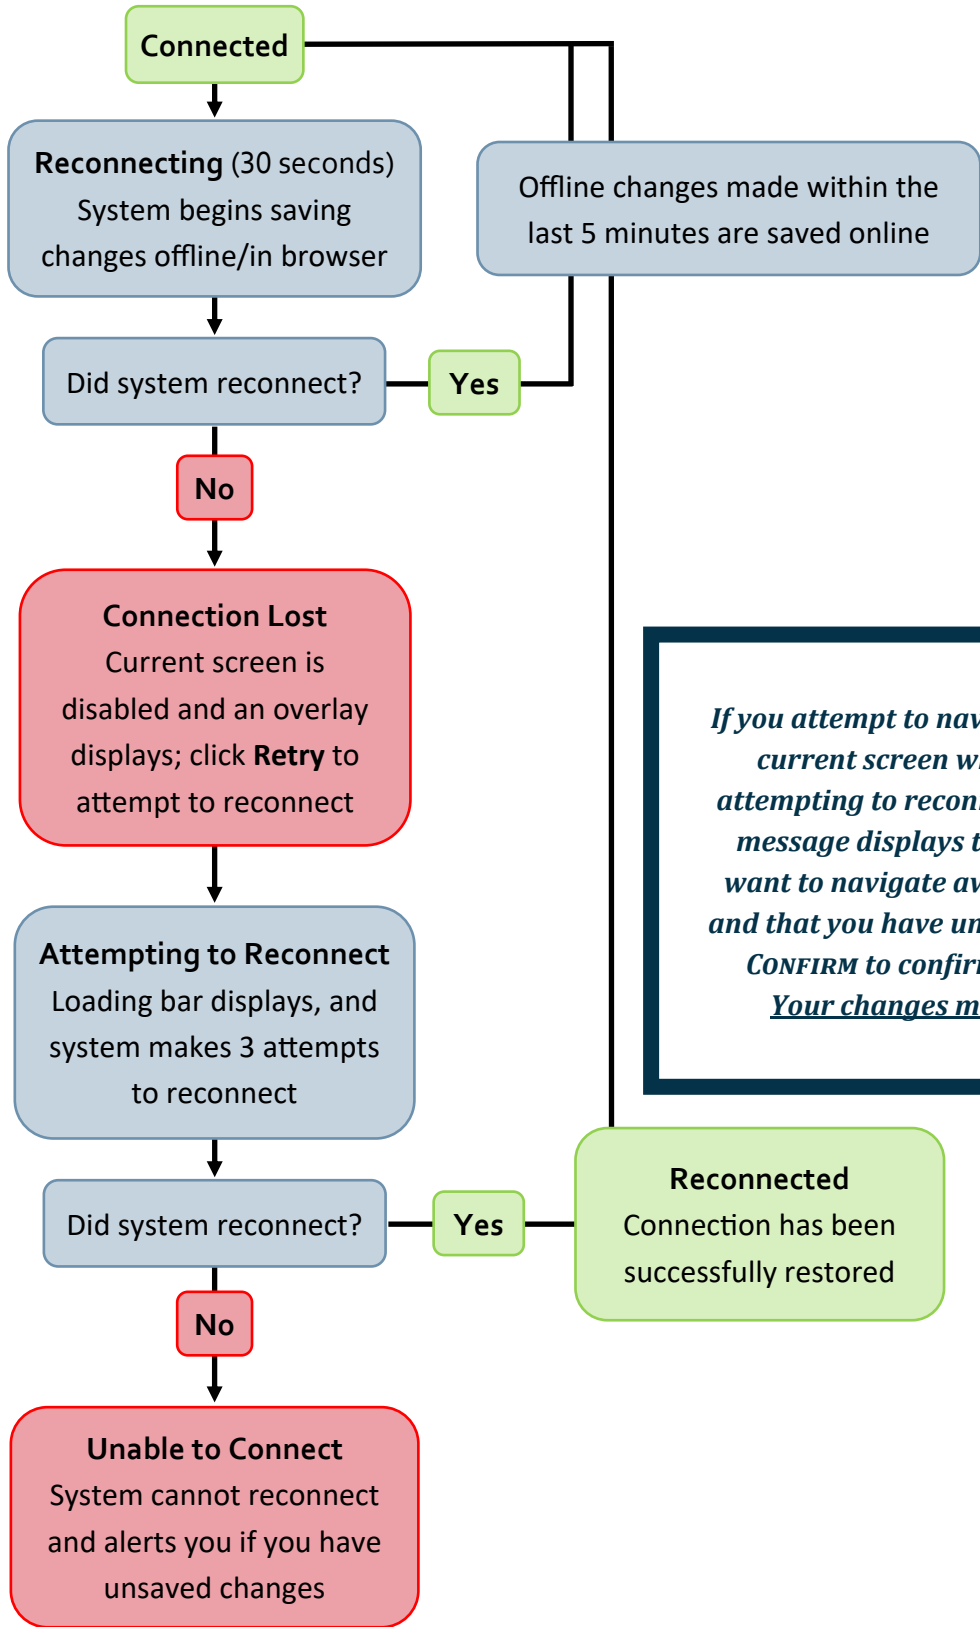 Connected
Reconnecting (30 seconds)
System begins saving
changes offline/in browser
Offline changes made within the
last 5 minutes are saved online
Did system reconnect?
Yes
No
Connection Lost
Current screen is
disabled and an overlay
displays; click Retry to
attempt to reconnect
If you attempt to
current screen
attempting to
message displays
want to navigate
and that you have
CONFIRM to
Your changes
Attempting to Reconnect
Loading bar displays, and
system makes 3 attempts
to reconnect
Did system reconnect?
Yes
Reconnected
Connection has been
successfully restored
No
Unable to Connect
System cannot reconnect
and alerts you if you have
unsaved changes